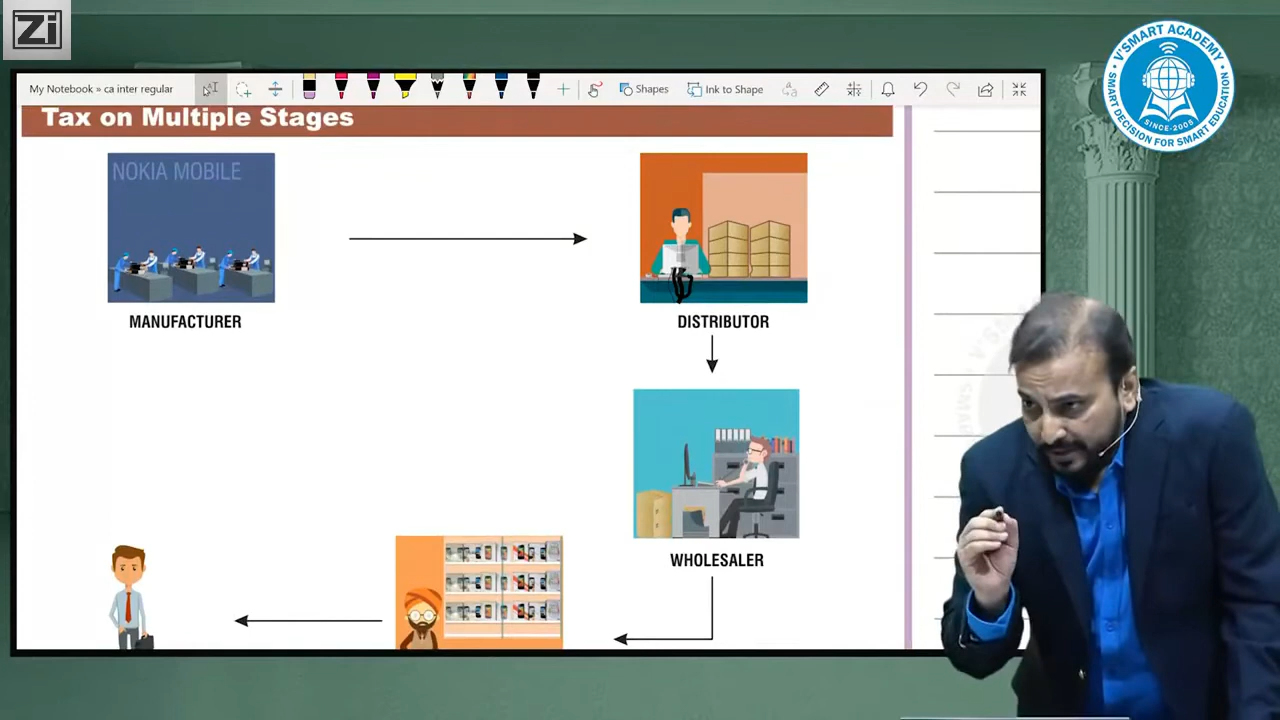 Zi
My Notebook » ca inter regular
Shapes
Ink to Shape
Tax on Multiple Stages
NOKIA MOBILE
MANUFACTURER
DISTRIBUTOR
WHOLESALER
V'SMART ACADEMY
SMART DECISION FOR SMART EDUCATION
SINCE-2005